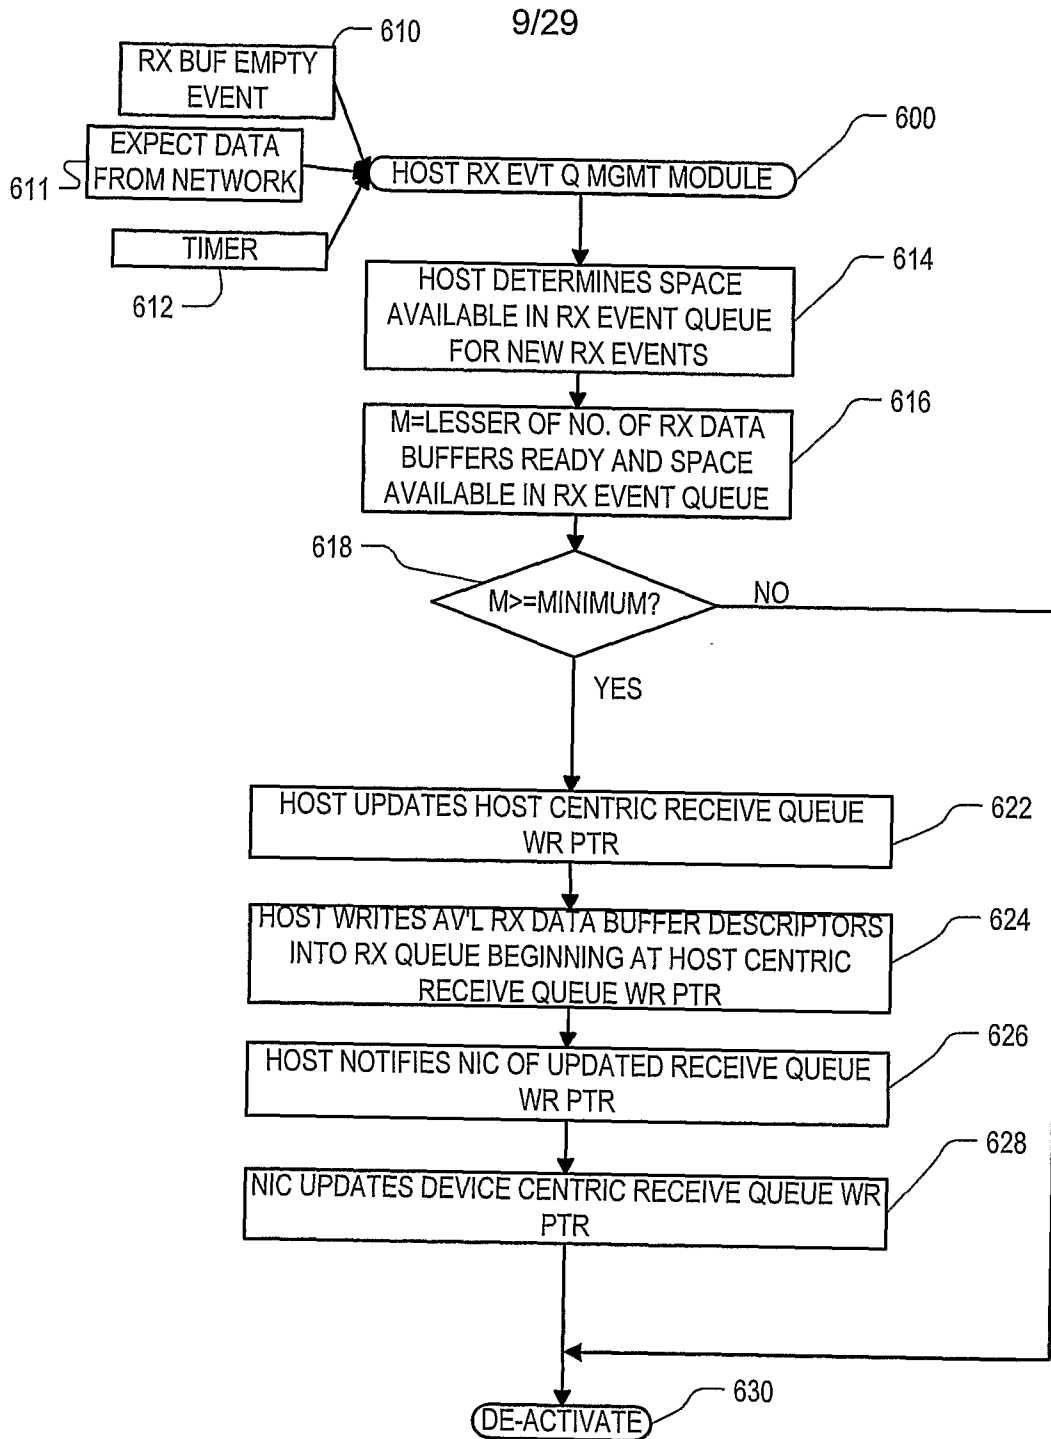 9/29
610
RX BUF EMPTY
EVENT
611
EXPECT DATA
FROM NETWORK
TIMER
612
600
HOST RX EVT Q MGMT MODULE
614
HOST DETERMINES SPACE
AVAILABLE IN RX EVENT QUEUE
FOR NEW RX EVENTS
616
M=LESSER OF NO. OF RX DATA
BUFFERS READY AND SPACE
AVAILABLE IN RX EVENT QUEUE
618
M>=MINIMUM?
NO
YES
HOST UPDATES HOST CENTRIC RECEIVE QUEUE
WR PTR
622
HOST WRITES AV'L RX DATA BUFFER DESCRIPTORS
INTO RX QUEUE BEGINNING AT HOST CENTRIC
RECEIVE QUEUE WR PTR
624
HOST NOTIFIES NIC OF UPDATED RECEIVE QUEUE
WR PTR
626
NIC UPDATES DEVICE CENTRIC RECEIVE QUEUE WR
PTR
628
DE-ACTIVATE
630